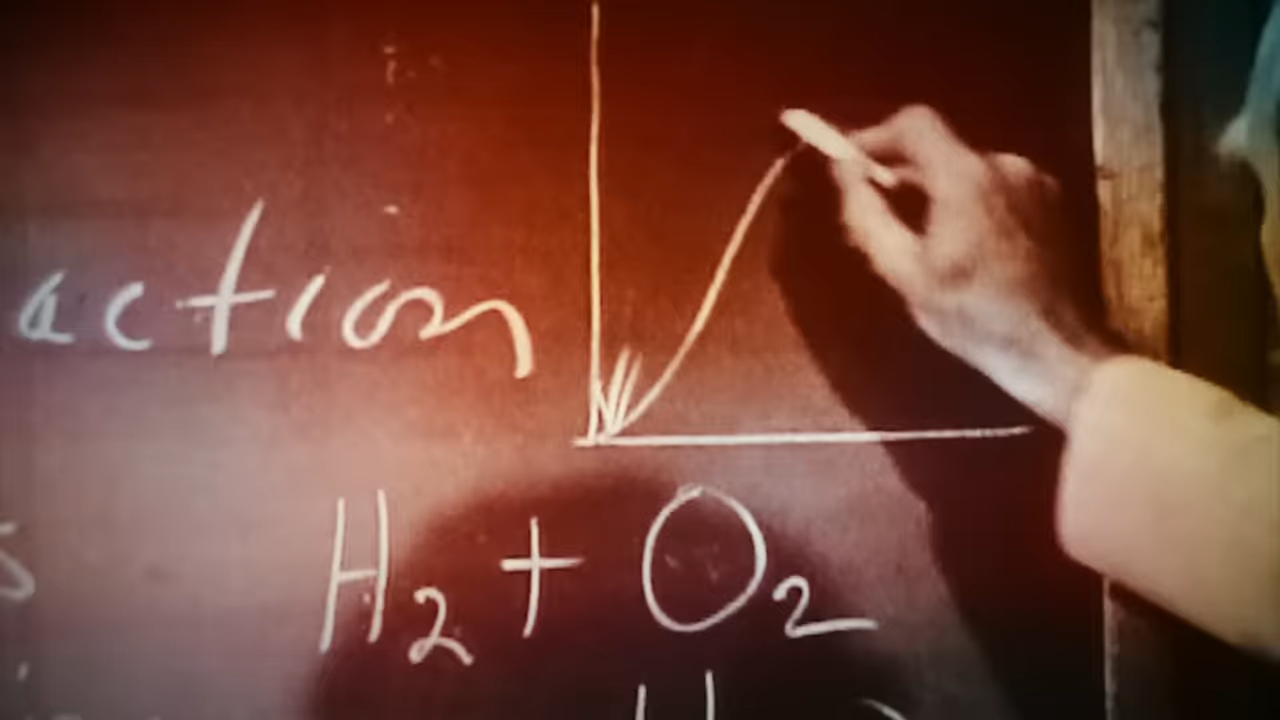 action
H₂ + O₂